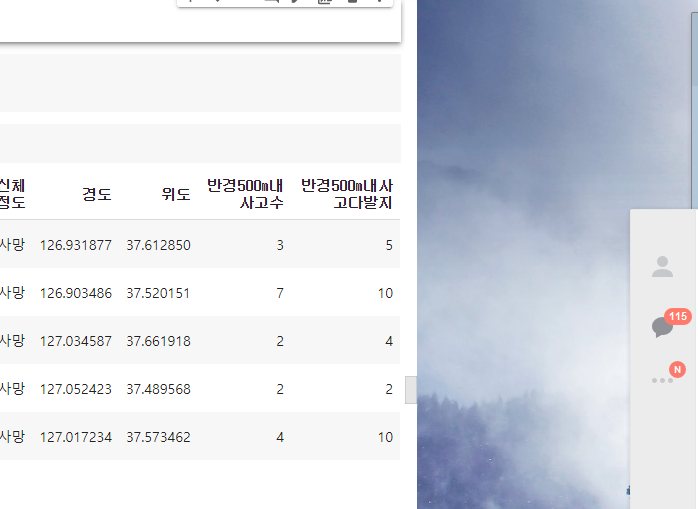 신체 경도 위도 반경500m내 반경500m내사
정도 사고수 고다발지
사망 126.931877 37.612850 3 5
사망 126.903486 37.520151 7 10
사망 127.034587 37.661918 2 4
사망 127.052423 37.489568 2 2
사망 127.017234 37.573462 4 10
115
N